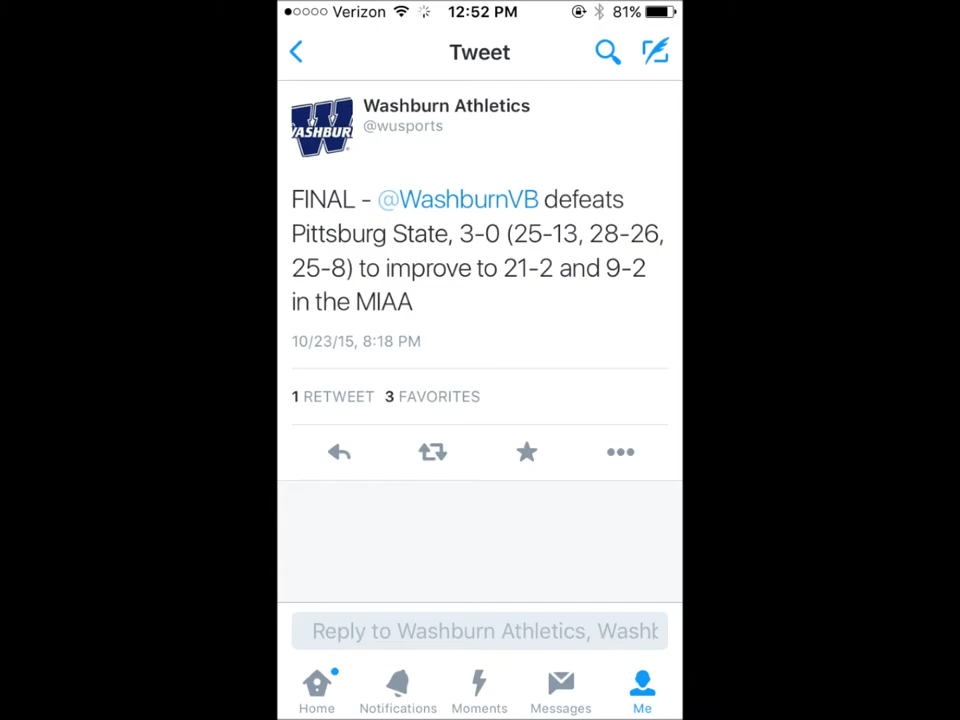 Verizon 12:52 PM 81%
Tweet
WASHBUR
Washburn Athletics
@wusports
FINAL - @WashburnVB defeats
Pittsburg State, 3-0 (25-13, 28-26,
25-8) to improve to 21-2 and 9-2
in the MIAA
10/23/15, 8:18 PM
1 RETWEET 3 FAVORITES
Reply to Washburn Athletics, Washb
Home Notifications Moments Messages Me